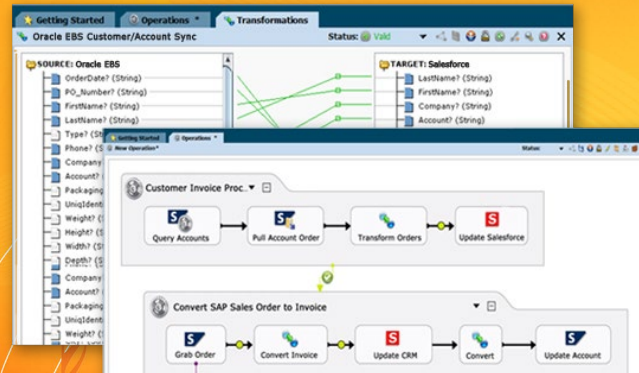 Getting Started
Operations *
Transformations
Oracle EBS Customer/Account Sync
Status: Valid
SOURCE: Oracle EBS
OrderDate? (String)
PO_Number? (String)
FirstName? (String)
LastName? (String)
Type? (St
Phone? (S
Company
Account?
Packaging
UniqIdent
Weight? (
Height? (
Width? (S
Depth? (S
Company
Account?
Packaging
UniqIdent
Weight? (
TARGET: Salesforce
LastName? (String)
FirstName? (String)
Company? (String)
Account? (String)
Getting Started
Operations *
New Operation*
Status:
Customer Invoice Proc.
Query Accounts
Pull Account Order
Transform Orders
Update Salesforce
Convert SAP Sales Order to Invoice
Grab Order
Convert Invoice
Update CRM
Convert
Update Account